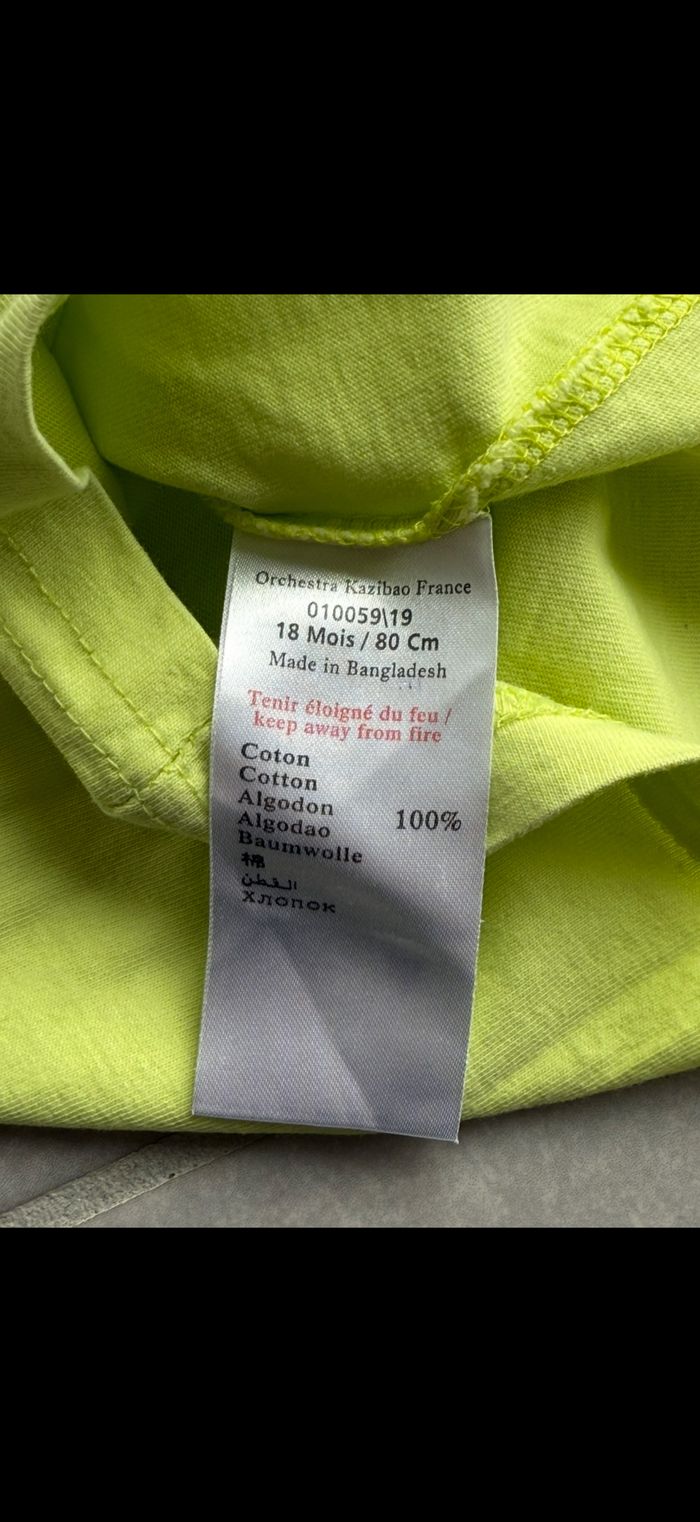 Orchestra Kazibao France
010059\19
18 Mois / 80 Cm
Made in Bangladesh
Tenir éloigné du feu /
keep away from fire
Coton
Cotton
Algodon
Algodao
Baumwolle
棉
القطن
хлопок
100%